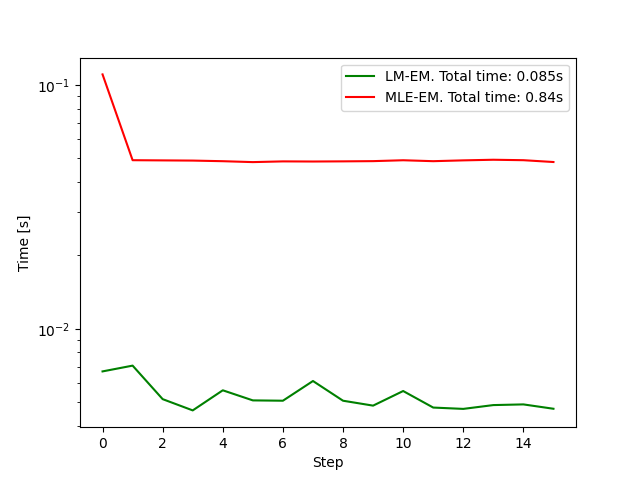 LM-EM. Total time: 0.085s
MLE-EM. Total time: 0.84s
10⁻¹
10⁻²
Time [s]
0 2 4 6 8 10 12 14
Step